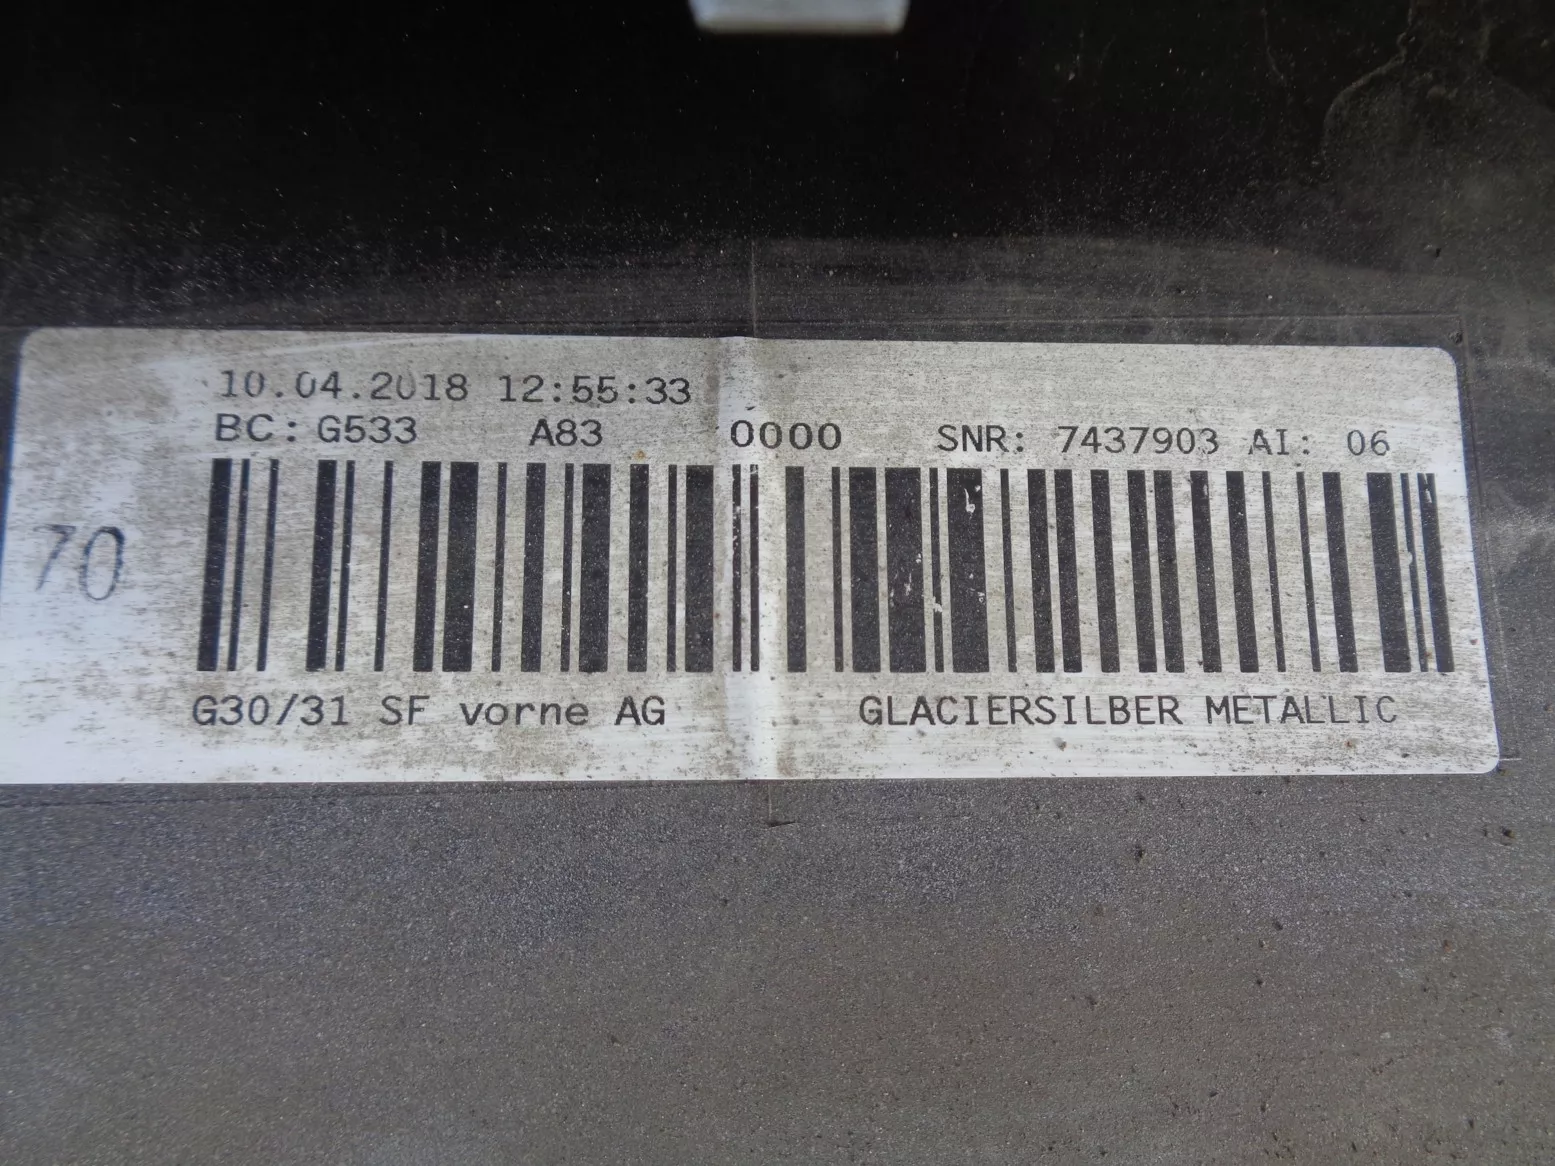 10.04.2018 12:55:33
BC: G533 A83 0000 SNR: 7437903 AI: 06
70
G30/31 SF vorne AG GLACIERSILBER METALLIC